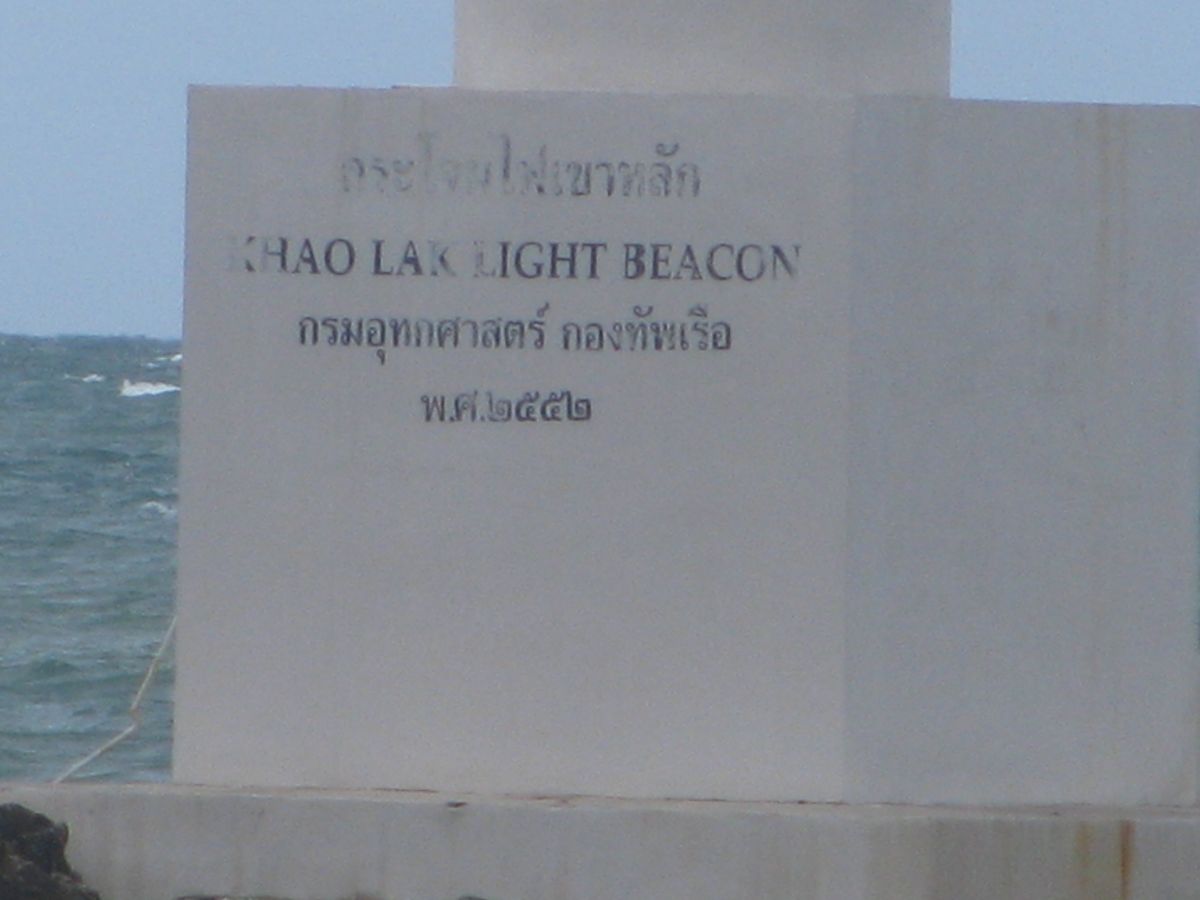 กระโจมไฟเขาหลัก
KHAO LAK LIGHT BEACON
กรมอุทกศาสตร์ กองทัพเรือ
พ.ศ.๒๕๕๒